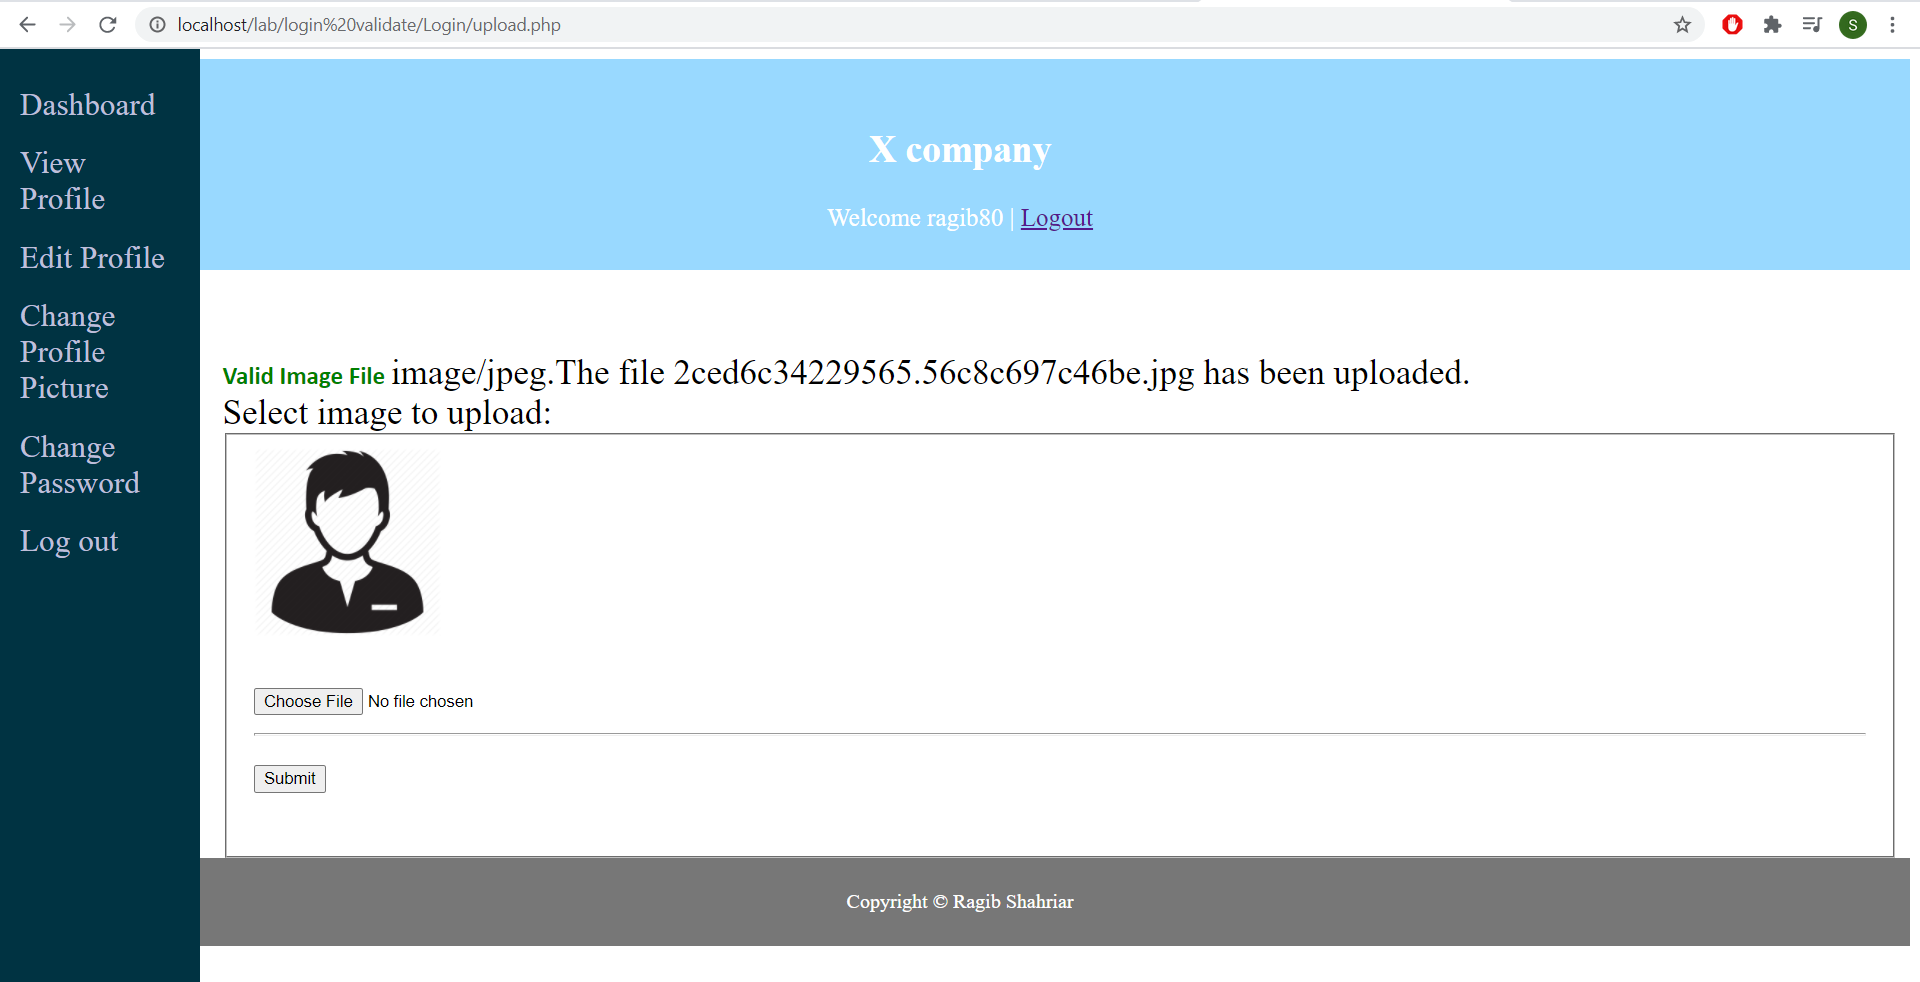 localhost/lab/login%20validate/Login/upload.php
S
Dashboard
View
Profile
Edit Profile
Change
Profile
Picture
Change
Password
Log out
X company
Welcome ragib80 | Logout
Valid Image File image/jpeg.The file 2ced6c34229565.56c8c697c46be.jpg has been uploaded.
Select image to upload:
Choose File No file chosen
Submit
Copyright © Ragib Shahriar